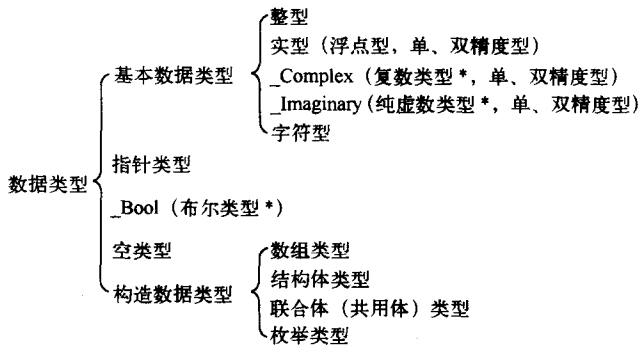 整型
实型（浮点型，单、双精度型）
基本数据类型
_Complex（复数类型*，单、双精度型）
_Imaginary(纯虚数类型*，单、双精度型）
字符型
指针类型
数据类型
_Bool（布尔类型*）
空类型
数组类型
结构体类型
构造数据类型
联合体（共用体）类型
枚举类型